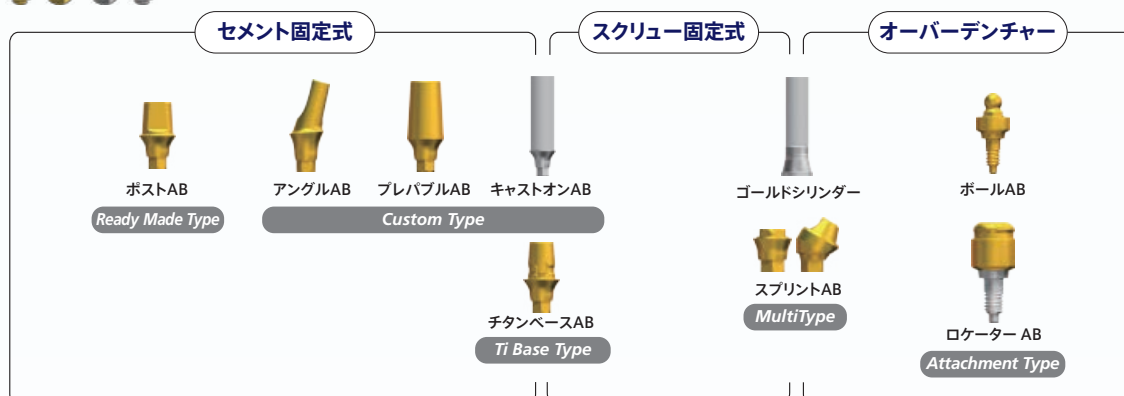 セメント固定式
スクリュー固定式
オーバーデンチャー
ポストAB
アングルAB
プレパブルAB
キャストオンAB
ゴールドシリンダー
ボールAB
Ready Made Type
Custom Type
チタンベースAB
Ti Base Type
スプリントAB
MultiType
ロケーター AB
Attachment Type